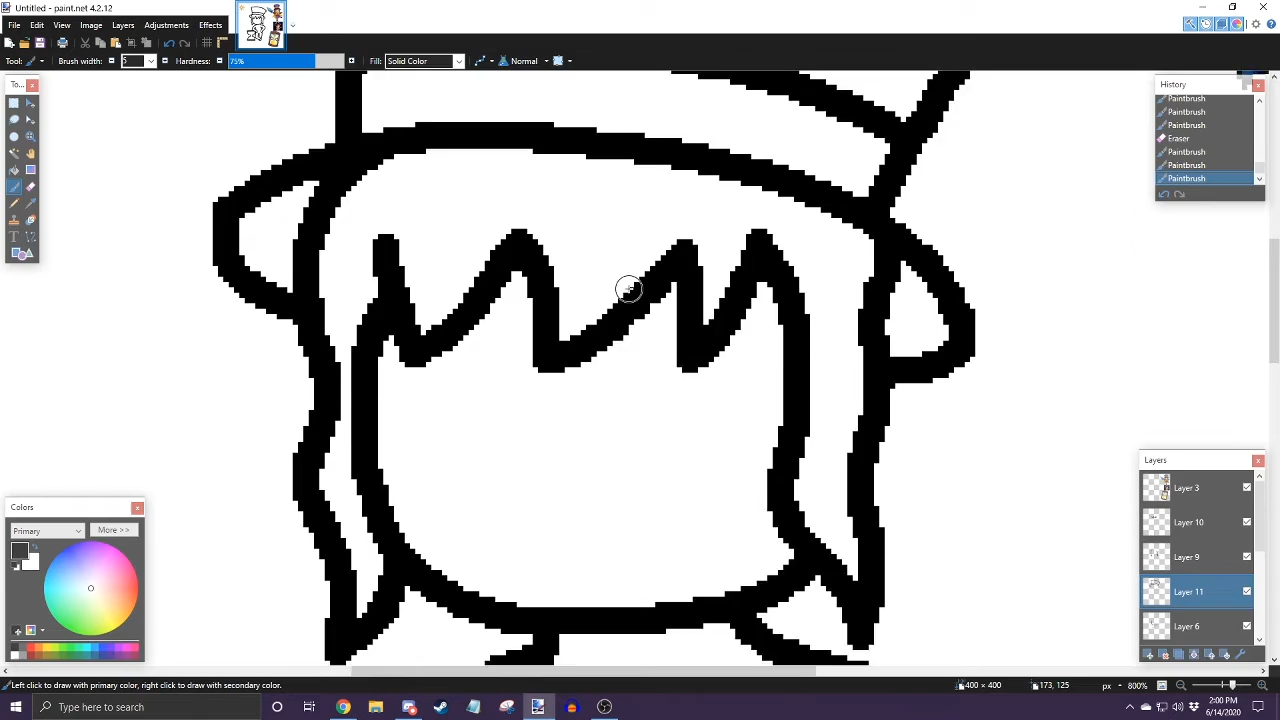 Untitled - paint.net 4.2.12
File Edit View Image Layers Adjustments Effects
Tool: Brush width: 5 Hardness: 75% Fill: Solid Color Normal
To...
History
Paintbrush
Paintbrush
Paintbrush
Eraser
Paintbrush
Paintbrush
Paintbrush
Layers
Layer 3
Layer 10
Layer 9
Layer 11
Layer 6
Colors
Primary More >>
Left click to draw with primary color, right click to draw with secondary color. 400 × 400 173, 125 px 800%
Type here to search
2:00 PM
6/14/2020